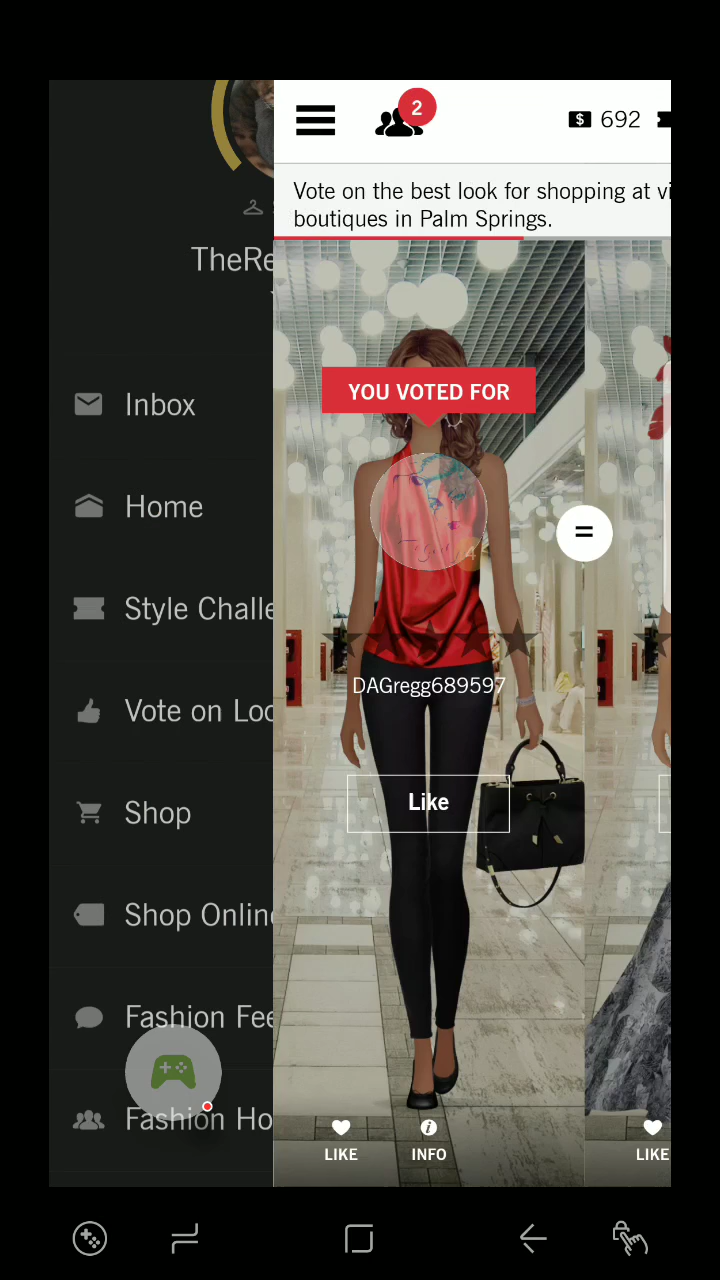 2
$ 692
Vote on the best look for shopping at vi
boutiques in Palm Springs.
TheRe
Inbox
Home
Style Challe
Vote on Loo
Shop
Shop Onlin
Fashion Fee
Fashion Ho
YOU VOTED FOR
4
=
DAGregg689597
Like
LIKE
INFO
LIKE